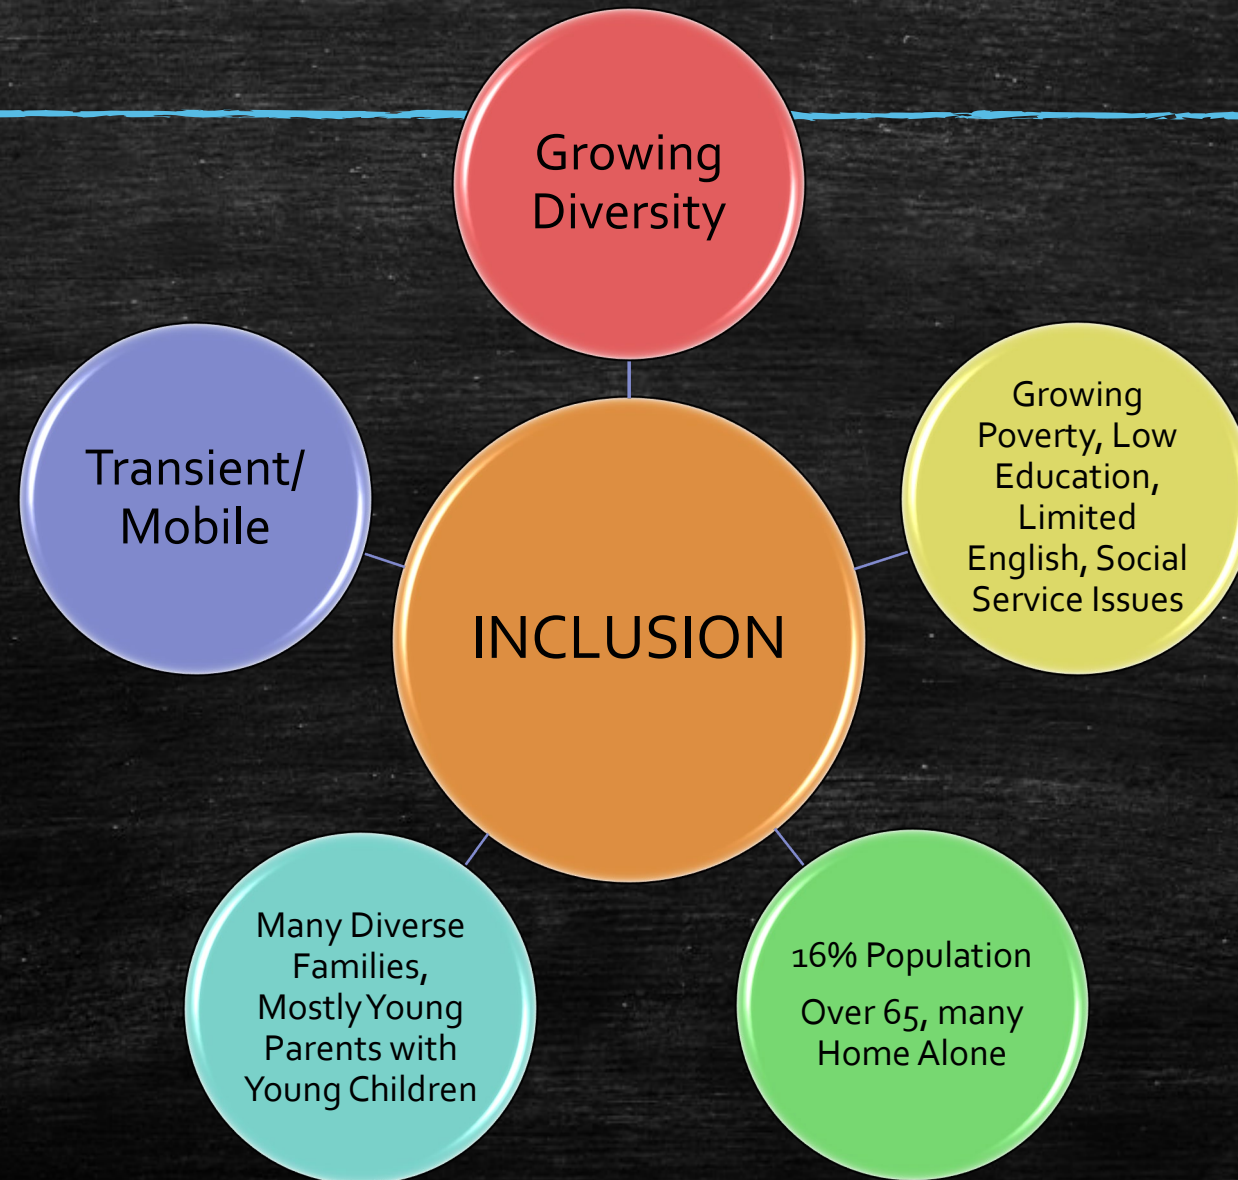 Growing
Diversity
Growing
Poverty, Low
Education,
Limited
English, Social
Service Issues
Transient/
Mobile
INCLUSION
Many Diverse
Families,
Mostly Young
Parents with
Young Children
16% Population
Over 65, many
Home Alone